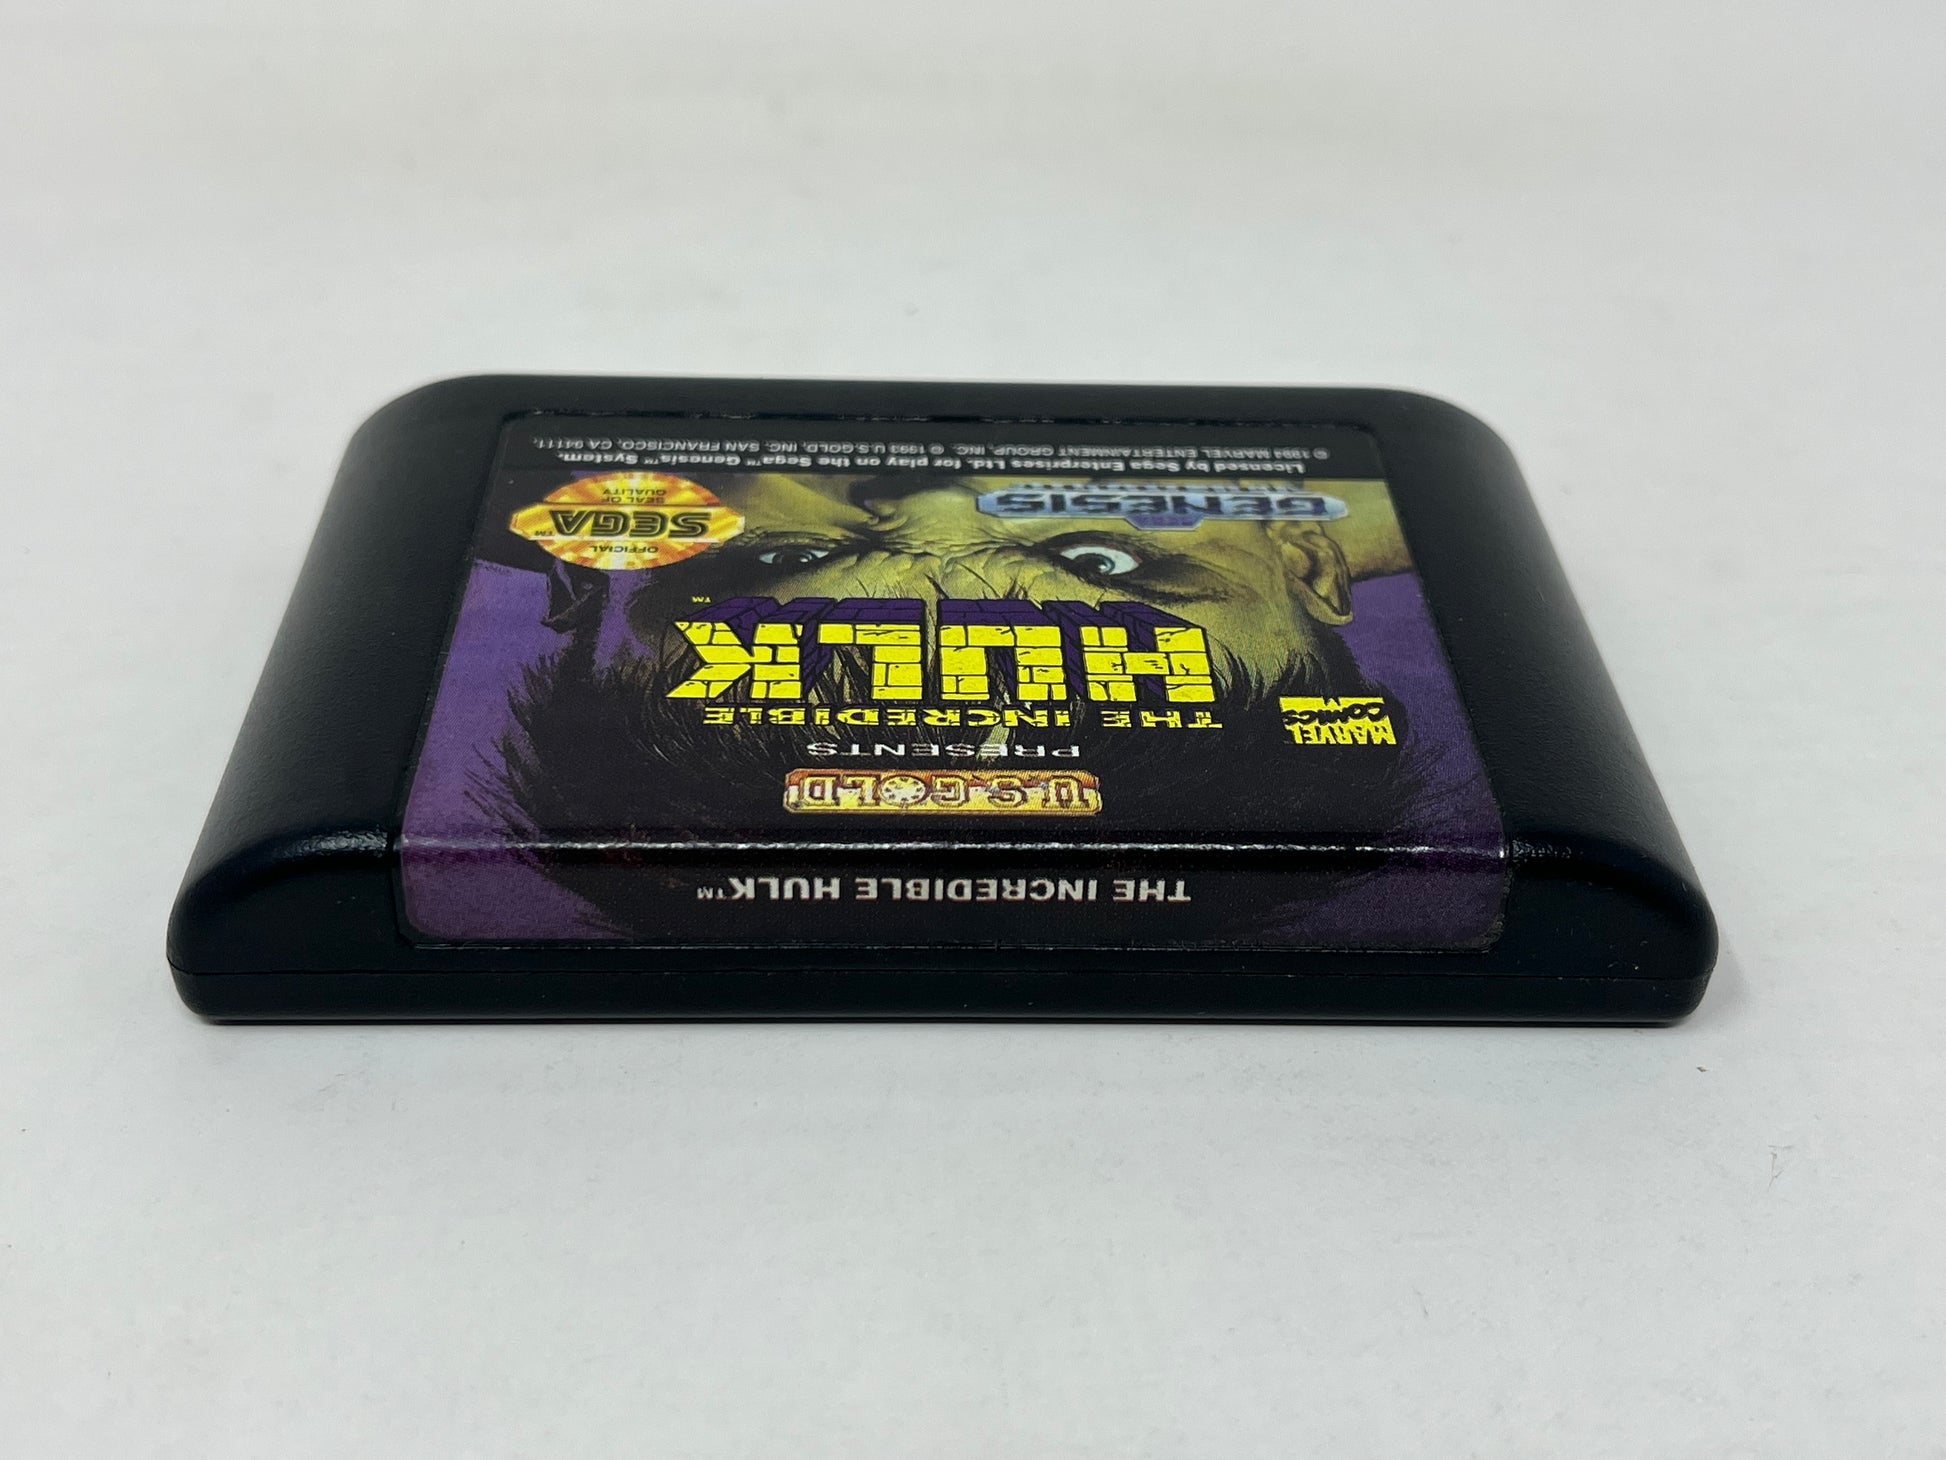 THE INCREDIBLE HULK™
U.S. GOLD
PRESENTS
MARVEL
COMICS
THE INCREDIBLE
HULK™
OFFICIAL
SEGA™
SEAL OF
QUALITY
GENESIS
Licensed by Sega Enterprises Ltd. for play on the Sega™ Genesis™ System.
© 1994 MARVEL ENTERTAINMENT GROUP, INC. © 1993 U.S.GOLD, INC. SAN FRANCISCO, CA 94111.